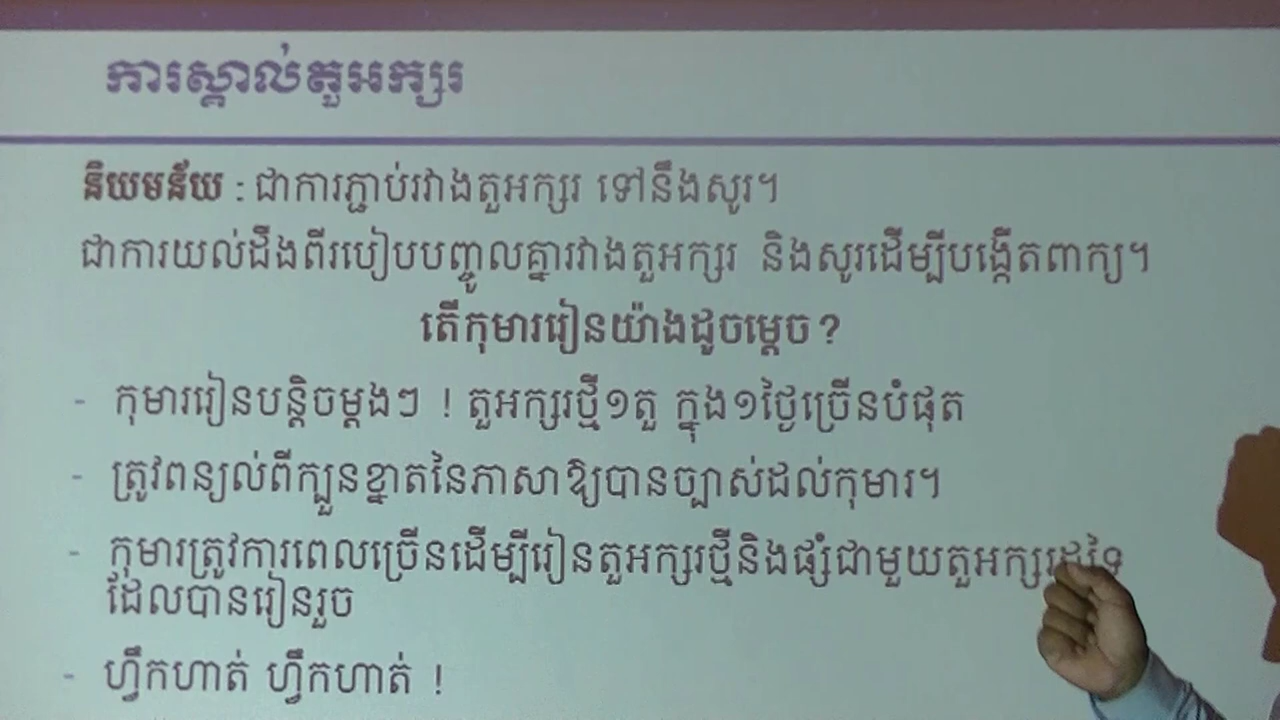 ការស្គាល់តួអក្សរ
និយមន័យ : ជាការភ្ជាប់រវាងតួអក្សរ ទៅនឹងសូរ។
ជាការយល់ដឹងពីរបៀបបញ្ចូលគ្នារវាងតួអក្សរ និងសូរដើម្បីបង្កើតពាក្យ។
តើកុមាររៀនយ៉ាងដូចម្តេច?
- កុមាររៀនបន្តិចម្តងៗ ! តួអក្សរថ្មី១តួ ក្នុង១ថ្ងៃច្រើនបំផុត
- ត្រូវពន្យល់ពីក្បួនខ្នាតនៃភាសាឱ្យបានច្បាស់ដល់កុមារ។
- កុមារត្រូវការពេលច្រើនដើម្បីរៀនតួអក្សរថ្មីនិងផ្សំជាមួយតួអក្សរដទៃ
ដែលបានរៀនរួច
- ហ្វឹកហាត់ ហ្វឹកហាត់ !